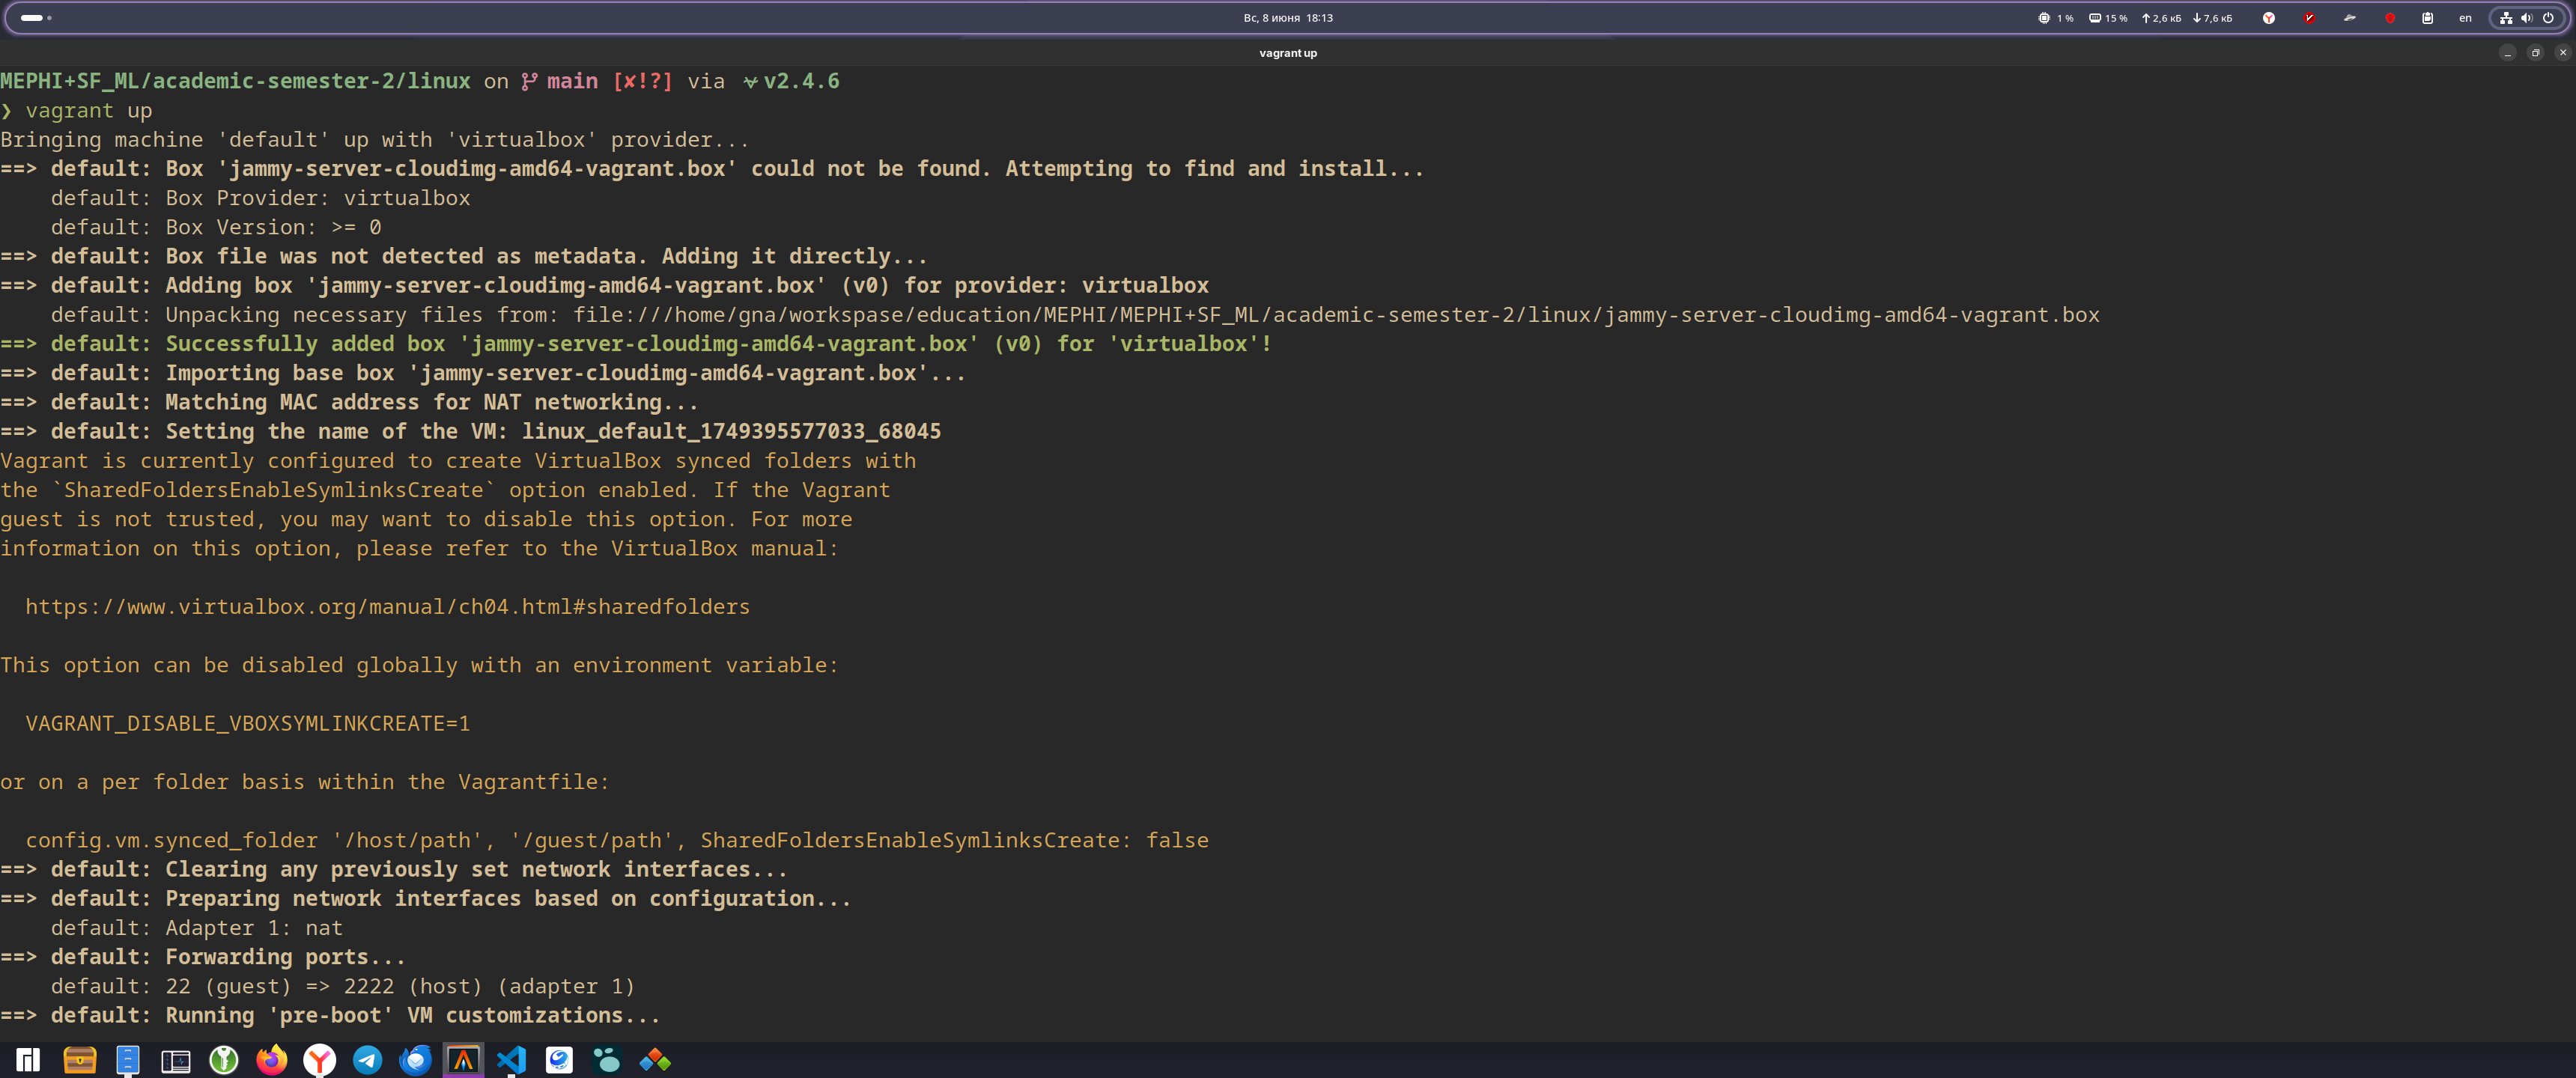 Вс, 8 июня 18:13
1 % 15 % 2,6 кБ 7,6 кБ en
vagrant up
MEPHI+SF_ML/academic-semester-2/linux on main [✘!?] via v2.4.6
❯ vagrant up
Bringing machine 'default' up with 'virtualbox' provider...
==> default: Box 'jammy-server-cloudimg-amd64-vagrant.box' could not be found. Attempting to find and install...
default: Box Provider: virtualbox
default: Box Version: >= 0
==> default: Box file was not detected as metadata. Adding it directly...
==> default: Adding box 'jammy-server-cloudimg-amd64-vagrant.box' (v0) for provider: virtualbox
default: Unpacking necessary files from: file:///home/gna/workspase/education/MEPHI/MEPHI+SF_ML/academic-semester-2/linux/jammy-server-cloudimg-amd64-vagrant.box
==> default: Successfully added box 'jammy-server-cloudimg-amd64-vagrant.box' (v0) for 'virtualbox'!
==> default: Importing base box 'jammy-server-cloudimg-amd64-vagrant.box'...
==> default: Matching MAC address for NAT networking...
==> default: Setting the name of the VM: linux_default_1749395577033_68045
Vagrant is currently configured to create VirtualBox synced folders with
the `SharedFoldersEnableSymlinksCreate` option enabled. If the Vagrant
guest is not trusted, you may want to disable this option. For more
information on this option, please refer to the VirtualBox manual:
https://www.virtualbox.org/manual/ch04.html#sharedfolders
This option can be disabled globally with an environment variable:
VAGRANT_DISABLE_VBOXSYMLINKCREATE=1
or on a per folder basis within the Vagrantfile:
config.vm.synced_folder '/host/path', '/guest/path', SharedFoldersEnableSymlinksCreate: false
==> default: Clearing any previously set network interfaces...
==> default: Preparing network interfaces based on configuration...
default: Adapter 1: nat
==> default: Forwarding ports...
default: 22 (guest) => 2222 (host) (adapter 1)
==> default: Running 'pre-boot' VM customizations...